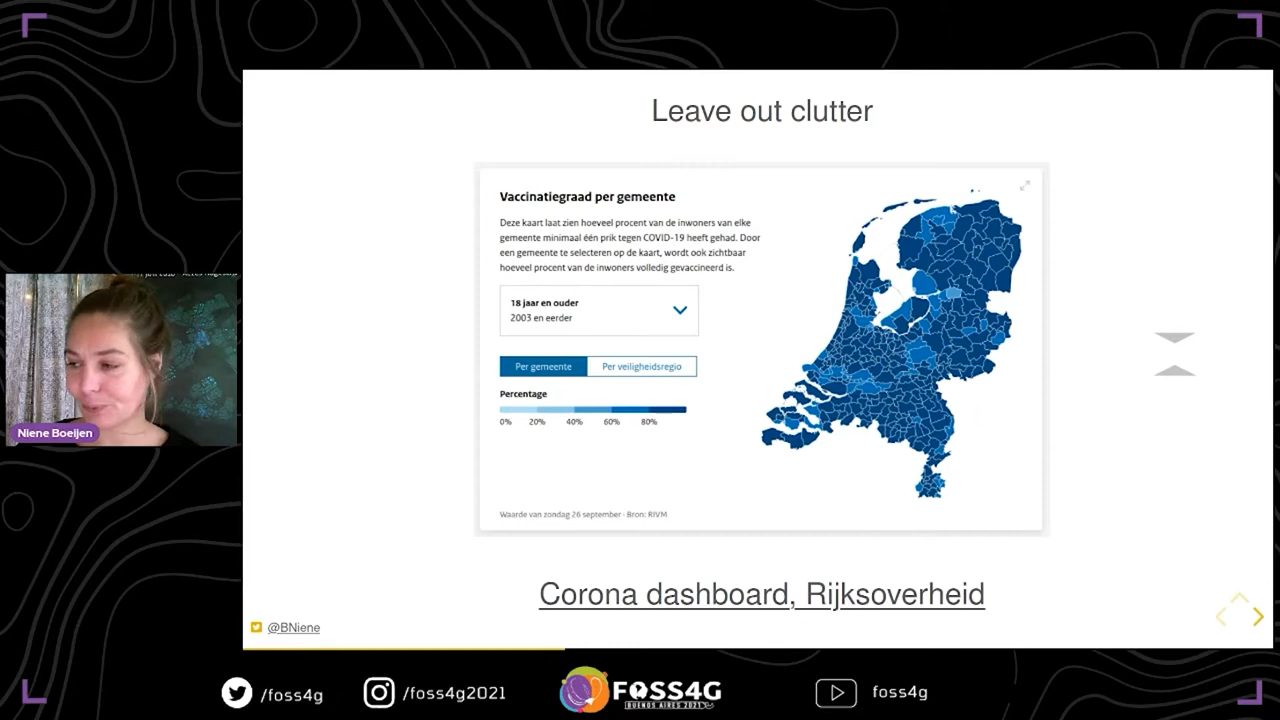 Leave out clutter
Vaccinatiegraad per gemeente
Deze kaart laat zien hoeveel procent van de inwoners van elke
gemeente minimaal één prik tegen COVID-19 heeft gehad. Door
een gemeente te selecteren op de kaart, wordt ook zichtbaar
hoeveel procent van de inwoners volledig gevaccineerd is.
18 jaar en ouder
2003 en eerder
Per gemeente
Per veiligheidsregio
Percentage
0% 20% 40% 60% 80%
Waarde van zondag 26 september · Bron: RIVM
Corona dashboard, Rijksoverheid
@BNiene
Niene Boeijen
/foss4g
/foss4g2021
FOSS4G
BUENOS AIRES 2021
foss4g